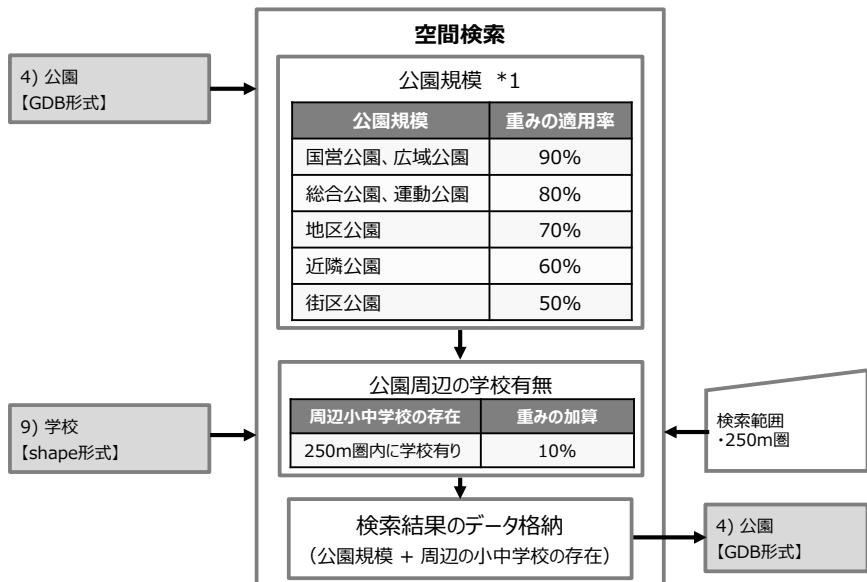 空間検索
4) 公園
【GDB形式】
公園規模 *1
公園規模 重みの適用率
国営公園、広域公園 90%
総合公園、運動公園 80%
地区公園 70%
近隣公園 60%
街区公園 50%
公園周辺の学校有無
周辺小中学校の存在 重みの加算
250m圏内に学校有り 10%
9) 学校
【shape形式】
検索範囲
・250m圏
検索結果のデータ格納
（公園規模 + 周辺の小中学校の存在）
4) 公園
【GDB形式】